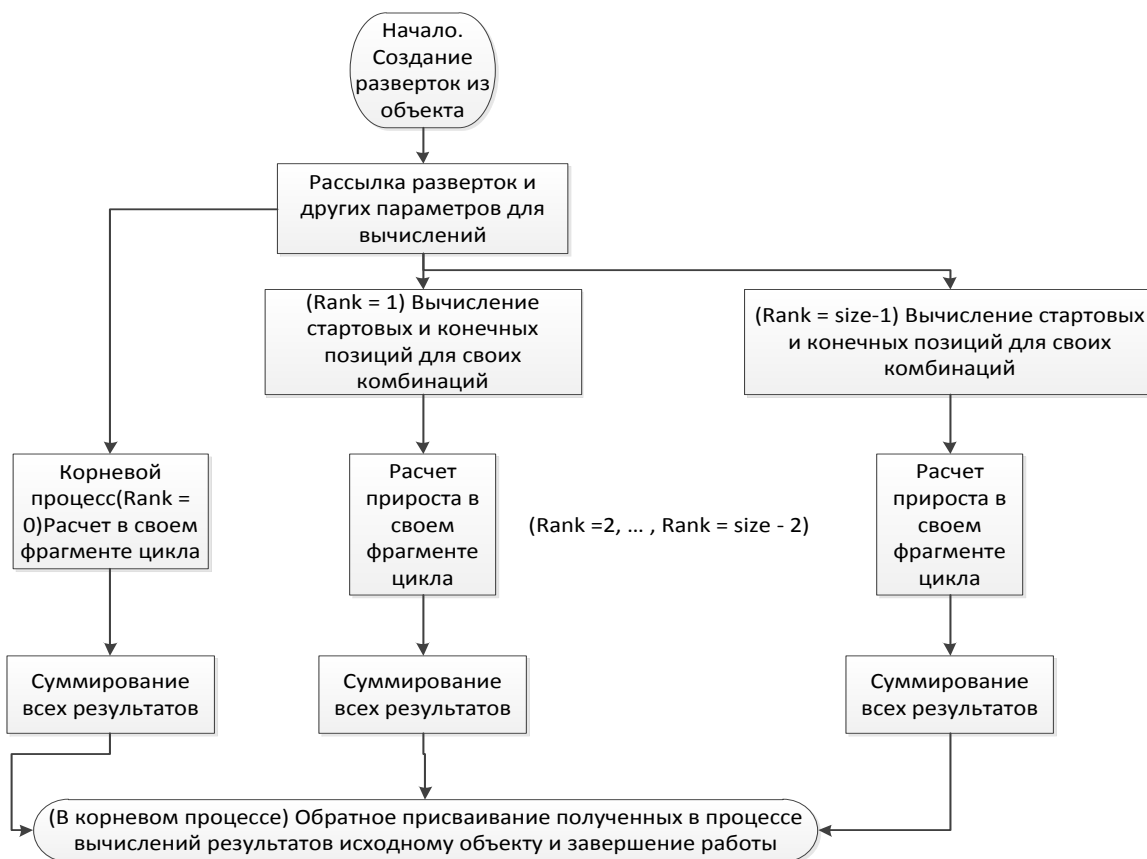 Начало.
Создание
разверток из
объекта
Рассылка разверток и
других параметров для
вычислений
(Rank = 1) Вычисление
стартовых и конечных
позиций для своих
комбинаций
(Rank = size-1) Вычисление стартовых
и конечных позиций для своих
комбинаций
Корневой
процесс(Rank =
0)Расчет в своем
фрагменте цикла
Расчет
прироста в
своем
фрагменте
цикла
(Rank =2, ... , Rank = size - 2)
Расчет
прироста в
своем
фрагменте
цикла
Суммирование
всех результатов
Суммирование
всех результатов
Суммирование
всех результатов
(В корневом процессе) Обратное присваивание полученных в процессе
вычислений результатов исходному объекту и завершение работы